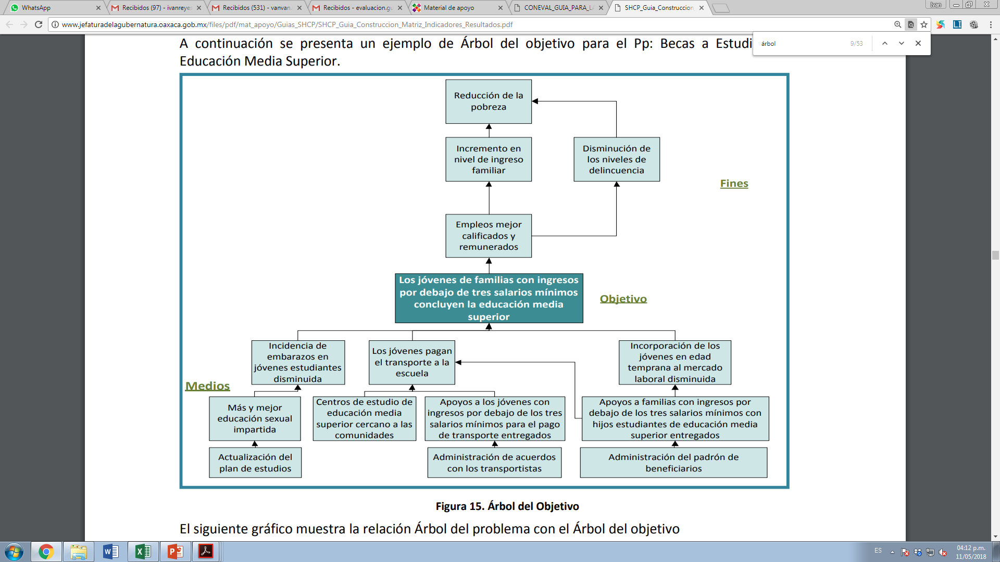 WhatsApp
Recibidos (97) - ivanreyes
Recibidos (531) - vanvan.
Recibidos - evaluacion.gu
Material de apoyo
CONEVAL_GUIA_PARA_LA
SHCP_Guia_Construccion_
Ivan
www.jefaturadelagubernatura.oaxaca.gob.mx/files/pdf/mat_apoyo/Guias_SHCP/SHCP_Guia_Construccion_Matriz_Indicadores_Resultados.pdf
árbol
9/53
A continuación se presenta un ejemplo de Árbol del objetivo para el Pp: Becas a Estudi
Educación Media Superior.
Reducción de la
pobreza
Incremento en
nivel de ingreso
familiar
Disminución de
los niveles de
delincuencia
Fines
Empleos mejor
calificados y
remunerados
Los jóvenes de familias con ingresos
por debajo de tres salarios mínimos
concluyen la educación media
superior
Objetivo
Incidencia de
embarazos en
jóvenes estudiantes
disminuida
Los jóvenes pagan
el transporte a la
escuela
Incorporación de los
jóvenes en edad
temprana al mercado
laboral disminuida
Medios
Más y mejor
educación sexual
impartida
Centros de estudio de
educación media
superior cercano a las
comunidades
Apoyos a los jóvenes con
ingresos por debajo de los tres
salarios mínimos para el pago
de transporte entregados
Apoyos a familias con ingresos por
debajo de los tres salarios mínimos con
hijos estudiantes de educación media
superior entregados
Actualización del
plan de estudios
Administración de acuerdos
con los transportistas
Administración del padrón de
beneficiarios
Figura 15. Árbol del Objetivo
El siguiente gráfico muestra la relación Árbol del problema con el Árbol del objetivo
ES
04:12 p.m.
11/05/2018